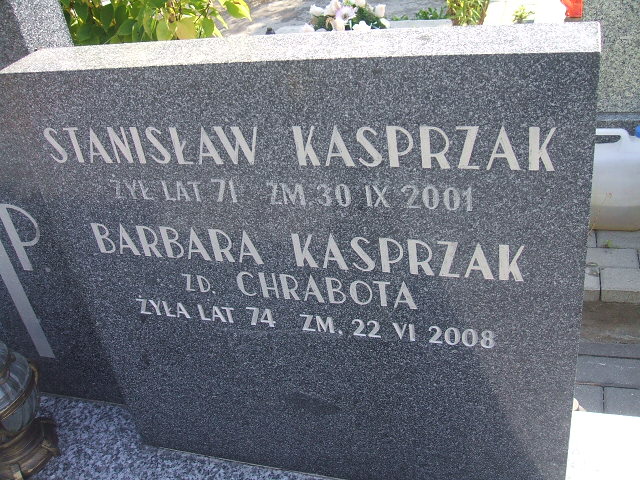 STANISŁAW KASPRZAK
ŻYŁ LAT 71 ZM. 30 IX 2001
P.
BARBARA KASPRZAK
ZD. CHRABOTA
ŻYŁA LAT 74 ZM. 22 VI 2008